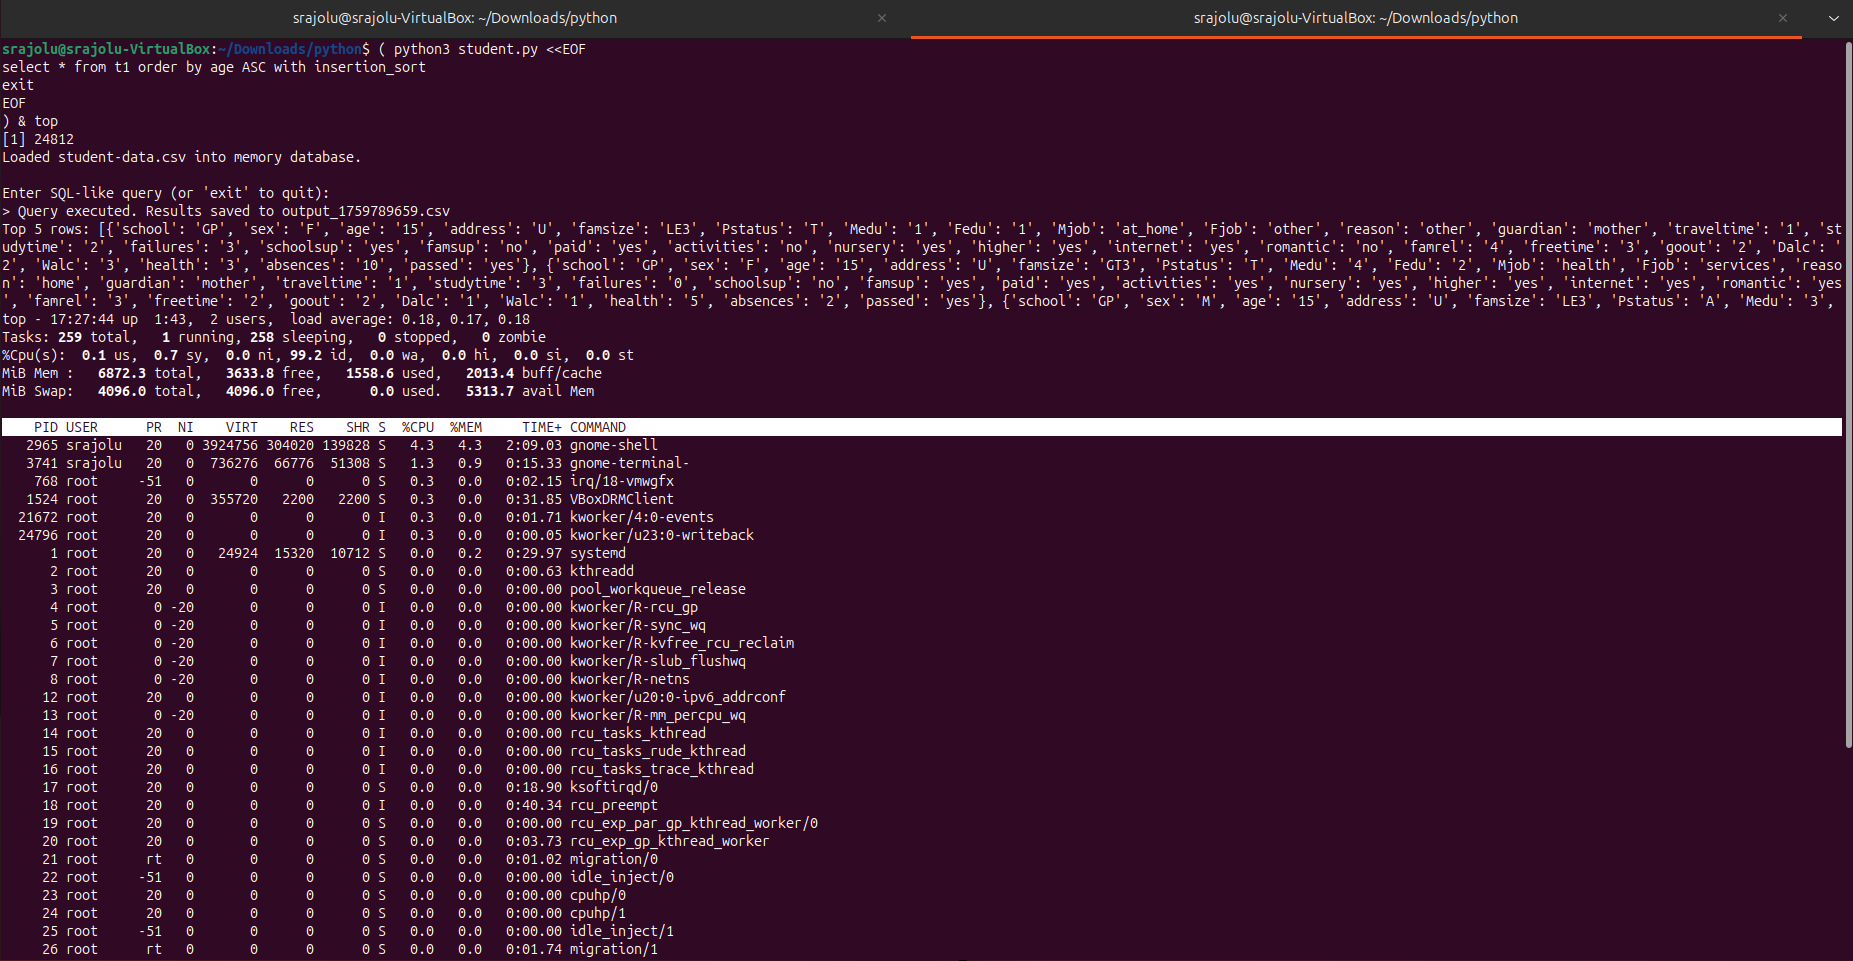 srajolu@srajolu-VirtualBox: ~/Downloads/python × srajolu@srajolu-VirtualBox: ~/Downloads/python ×
srajolu@srajolu-VirtualBox:~/Downloads/python$ ( python3 student.py <<EOF
select * from t1 order by age ASC with insertion_sort
exit
EOF
) & top
[1] 24812
Loaded student-data.csv into memory database.
Enter SQL-like query (or 'exit' to quit):
> Query executed. Results saved to output_1759789659.csv
Top 5 rows: [{'school': 'GP', 'sex': 'F', 'age': '15', 'address': 'U', 'famsize': 'LE3', 'Pstatus': 'T', 'Medu': '1', 'Fedu': '1', 'Mjob': 'at_home', 'Fjob': 'other', 'reason': 'other', 'guardian': 'mother', 'traveltime': '1', 'st
udytime': '2', 'failures': '3', 'schoolsup': 'yes', 'famsup': 'no', 'paid': 'yes', 'activities': 'no', 'nursery': 'yes', 'higher': 'yes', 'internet': 'yes', 'romantic': 'no', 'famrel': '4', 'freetime': '3', 'goout': '2', 'Dalc': '
2', 'Walc': '3', 'health': '3', 'absences': '10', 'passed': 'yes'}, {'school': 'GP', 'sex': 'F', 'age': '15', 'address': 'U', 'famsize': 'GT3', 'Pstatus': 'T', 'Medu': '4', 'Fedu': '2', 'Mjob': 'health', 'Fjob': 'services', 'reaso
n': 'home', 'guardian': 'mother', 'traveltime': '1', 'studytime': '3', 'failures': '0', 'schoolsup': 'no', 'famsup': 'yes', 'paid': 'yes', 'activities': 'yes', 'nursery': 'yes', 'higher': 'yes', 'internet': 'yes', 'romantic': 'yes
', 'famrel': '3', 'freetime': '2', 'goout': '2', 'Dalc': '1', 'Walc': '1', 'health': '5', 'absences': '2', 'passed': 'yes'}, {'school': 'GP', 'sex': 'M', 'age': '15', 'address': 'U', 'famsize': 'LE3', 'Pstatus': 'A', 'Medu': '3',
top - 17:27:44 up  1:43,  2 users,  load average: 0.18, 0.17, 0.18
Tasks: 259 total,   1 running, 258 sleeping,   0 stopped,   0 zombie
%Cpu(s):  0.1 us,  0.7 sy,  0.0 ni, 99.2 id,  0.0 wa,  0.0 hi,  0.0 si,  0.0 st
MiB Mem :   6872.3 total,   3633.8 free,   1558.6 used,   2013.4 buff/cache
MiB Swap:   4096.0 total,   4096.0 free,      0.0 used.   5313.7 avail Mem
PID USER      PR  NI    VIRT    RES    SHR S  %CPU  %MEM     TIME+ COMMAND
2965 srajolu   20   0 3924756 304020 139828 S   4.3   4.3   2:09.03 gnome-shell
3741 srajolu   20   0  736276  66776  51308 S   1.3   0.9   0:15.33 gnome-terminal-
768 root     -51   0       0      0      0 S   0.3   0.0   0:02.15 irq/18-vmwgfx
1524 root      20   0  355720   2200   2200 S   0.3   0.0   0:31.85 VBoxDRMClient
21672 root      20   0       0      0      0 I   0.3   0.0   0:01.71 kworker/4:0-events
24796 root      20   0       0      0      0 I   0.3   0.0   0:00.05 kworker/u23:0-writeback
1 root      20   0   24924  15320  10712 S   0.0   0.2   0:29.97 systemd
2 root      20   0       0      0      0 S   0.0   0.0   0:00.63 kthreadd
3 root      20   0       0      0      0 S   0.0   0.0   0:00.00 pool_workqueue_release
4 root       0 -20       0      0      0 I   0.0   0.0   0:00.00 kworker/R-rcu_gp
5 root       0 -20       0      0      0 I   0.0   0.0   0:00.00 kworker/R-sync_wq
6 root       0 -20       0      0      0 I   0.0   0.0   0:00.00 kworker/R-kvfree_rcu_reclaim
7 root       0 -20       0      0      0 I   0.0   0.0   0:00.00 kworker/R-slub_flushwq
8 root       0 -20       0      0      0 I   0.0   0.0   0:00.00 kworker/R-netns
12 root      20   0       0      0      0 I   0.0   0.0   0:00.00 kworker/u20:0-ipv6_addrconf
13 root       0 -20       0      0      0 I   0.0   0.0   0:00.00 kworker/R-mm_percpu_wq
14 root      20   0       0      0      0 I   0.0   0.0   0:00.00 rcu_tasks_kthread
15 root      20   0       0      0      0 I   0.0   0.0   0:00.00 rcu_tasks_rude_kthread
16 root      20   0       0      0      0 I   0.0   0.0   0:00.00 rcu_tasks_trace_kthread
17 root      20   0       0      0      0 S   0.0   0.0   0:18.90 ksoftirqd/0
18 root      20   0       0      0      0 I   0.0   0.0   0:40.34 rcu_preempt
19 root      20   0       0      0      0 S   0.0   0.0   0:00.00 rcu_exp_par_gp_kthread_worker/0
20 root      20   0       0      0      0 S   0.0   0.0   0:03.73 rcu_exp_gp_kthread_worker
21 root      rt   0       0      0      0 S   0.0   0.0   0:01.02 migration/0
22 root     -51   0       0      0      0 S   0.0   0.0   0:00.00 idle_inject/0
23 root      20   0       0      0      0 S   0.0   0.0   0:00.00 cpuhp/0
24 root      20   0       0      0      0 S   0.0   0.0   0:00.00 cpuhp/1
25 root     -51   0       0      0      0 S   0.0   0.0   0:00.00 idle_inject/1
26 root      rt   0       0      0      0 S   0.0   0.0   0:01.74 migration/1